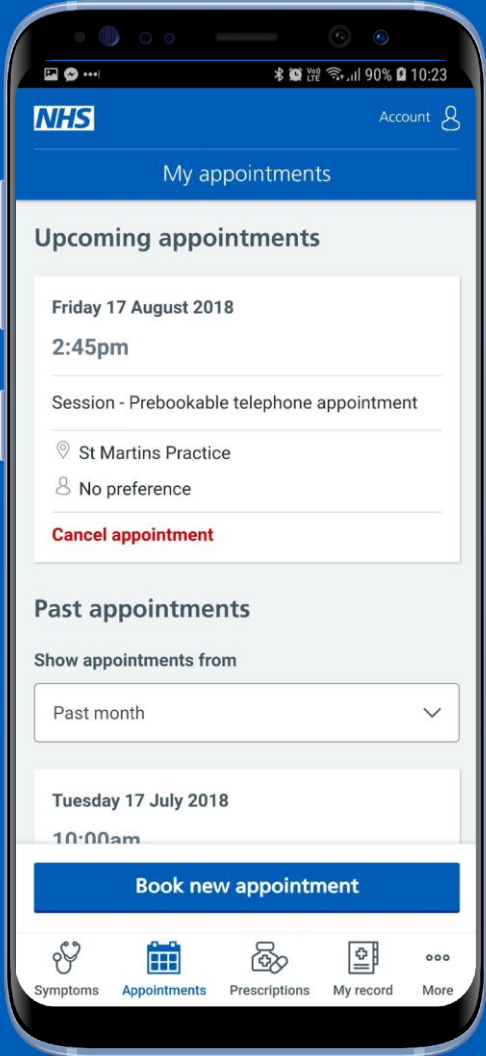 Vo)) LTE 90% 10:23
NHS Account
My appointments
Upcoming appointments
Friday 17 August 2018
2:45pm
Session - Prebookable telephone appointment
St Martins Practice
No preference
Cancel appointment
Past appointments
Show appointments from
Past month
Tuesday 17 July 2018
10:00am
Book new appointment
Symptoms Appointments Prescriptions My record More